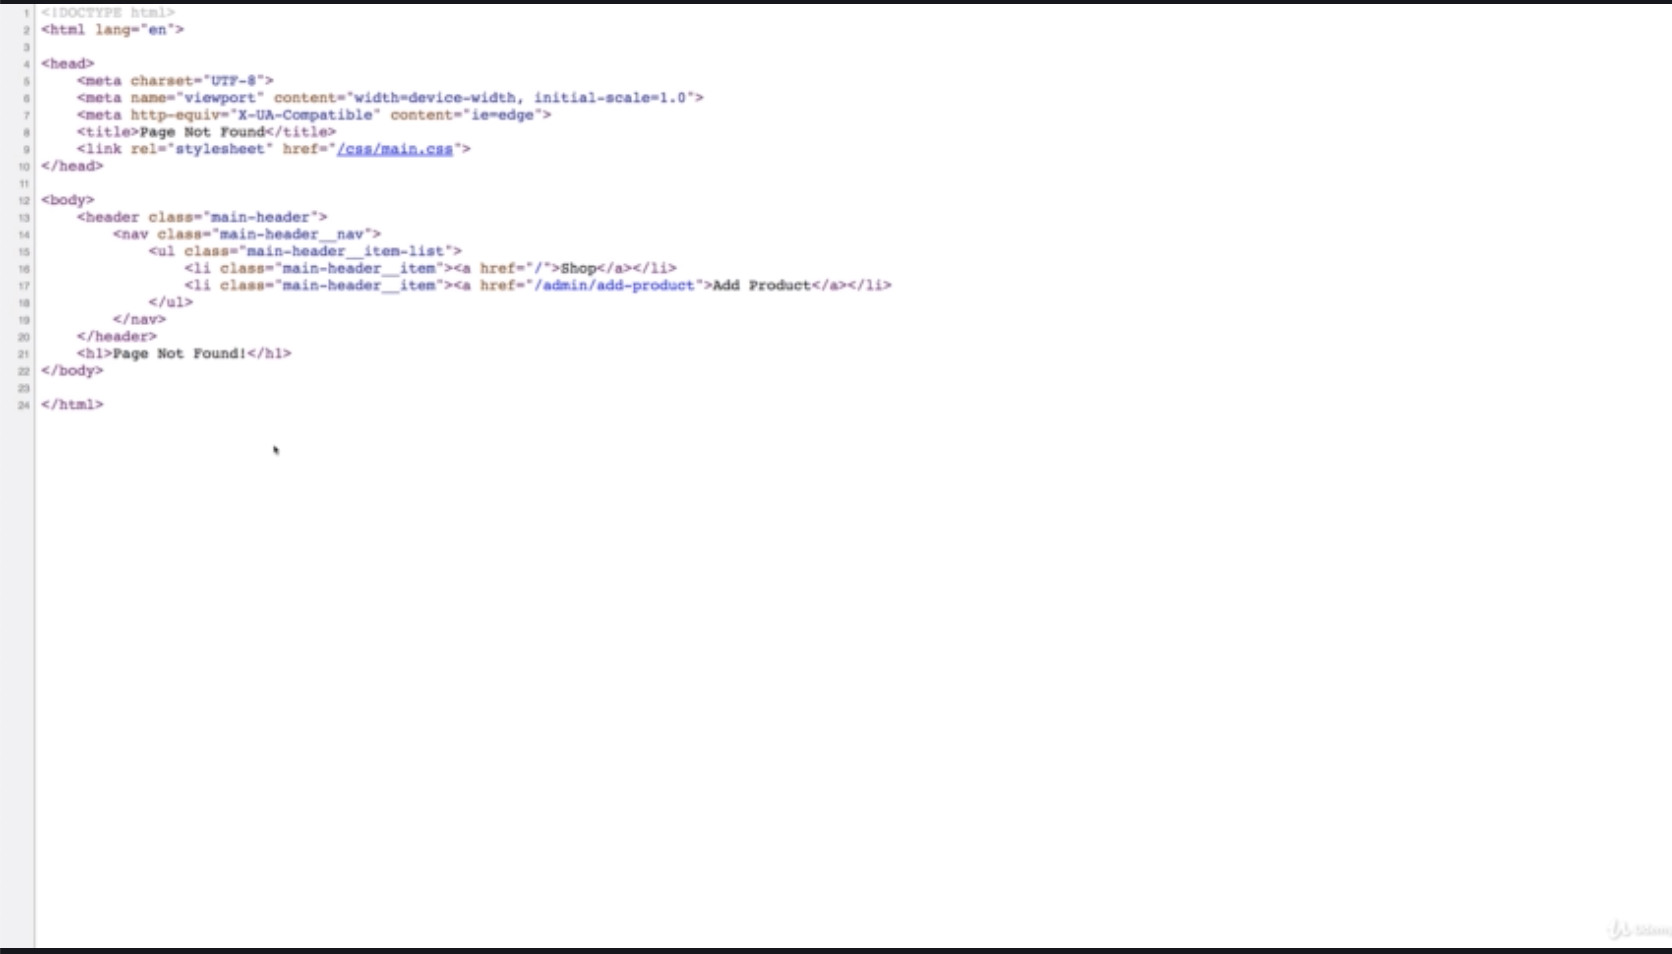 1 <!DOCTYPE html>
2 <html lang="en">
3
4 <head>
5     <meta charset="UTF-8">
6     <meta name="viewport" content="width=device-width, initial-scale=1.0">
7     <meta http-equiv="X-UA-Compatible" content="ie=edge">
8     <title>Page Not Found</title>
9     <link rel="stylesheet" href="/css/main.css">
10 </head>
11
12 <body>
13     <header class="main-header">
14         <nav class="main-header__nav">
15             <ul class="main-header__item-list">
16                 <li class="main-header__item"><a href="/">Shop</a></li>
17                 <li class="main-header__item"><a href="/admin/add-product">Add Product</a></li>
18             </ul>
19         </nav>
20     </header>
21     <h1>Page Not Found!</h1>
22 </body>
23
24 </html>